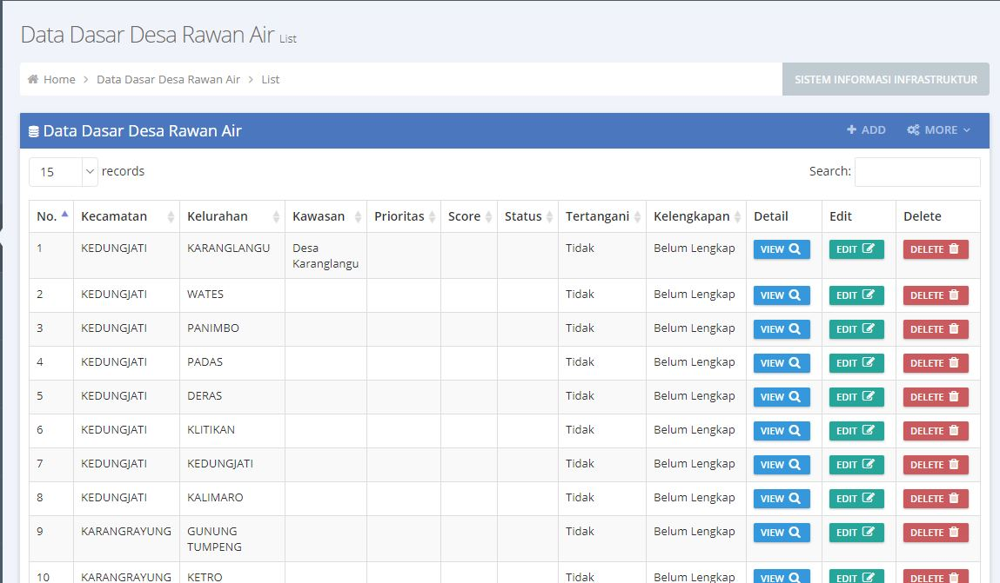 Data Dasar Desa Rawan Air List
Home > Data Dasar Desa Rawan Air > List
SISTEM INFORMASI INFRASTRUKTUR
Data Dasar Desa Rawan Air
ADD MORE
15 records
Search:
No. Kecamatan Kelurahan Kawasan Prioritas Score Status Tertangani Kelengkapan Detail Edit Delete
1 KEDUNGJATI KARANGLANGU Desa Tidak Belum Lengkap VIEW EDIT DELETE
Karanglangu
2 KEDUNGJATI WATES Tidak Belum Lengkap VIEW EDIT DELETE
3 KEDUNGJATI PANIMBO Tidak Belum Lengkap VIEW EDIT DELETE
4 KEDUNGJATI PADAS Tidak Belum Lengkap VIEW EDIT DELETE
5 KEDUNGJATI DERAS Tidak Belum Lengkap VIEW EDIT DELETE
6 KEDUNGJATI KLITIKAN Tidak Belum Lengkap VIEW EDIT DELETE
7 KEDUNGJATI KEDUNGJATI Tidak Belum Lengkap VIEW EDIT DELETE
8 KEDUNGJATI KALIMARO Tidak Belum Lengkap VIEW EDIT DELETE
9 KARANGRAYUNG GUNUNG Tidak Belum Lengkap VIEW EDIT DELETE
TUMPENG
10 KARANGRAYUNG KETRO Tidak Belum Lengkap VIEW EDIT DELETE